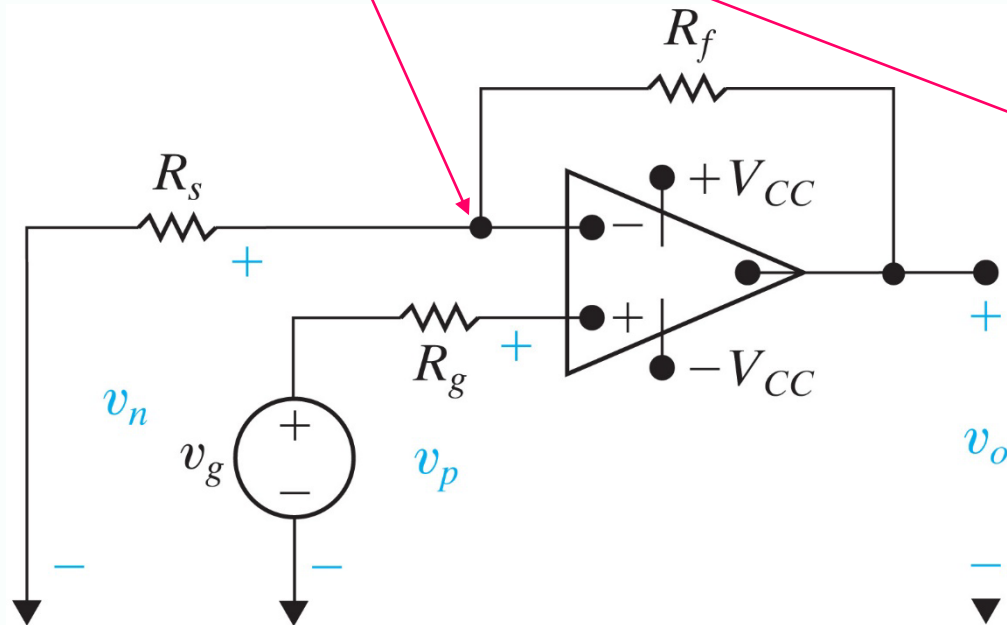 R_f
R_s
+V_CC
−
+
+
+
+
R_g
−V_CC
v_n
+
v_g
−
v_p
v_o
−
−
−